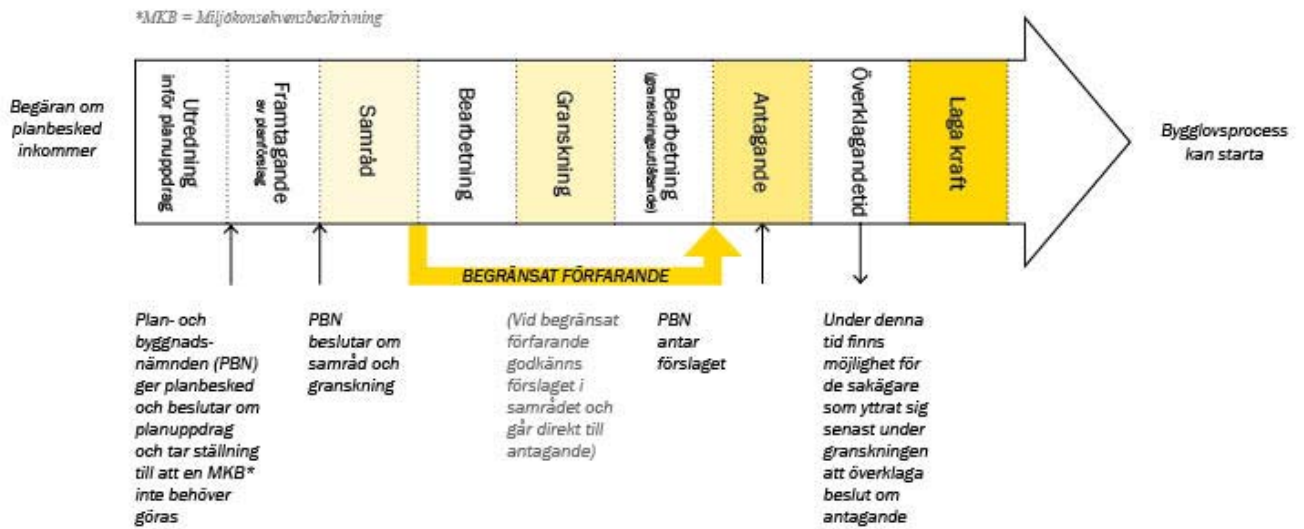 *MKB = Miljökonsekvensbeskrivning
Begäran om
planbesked
inkommer
Utredning
inför planuppdrag
Framtagande
av planförslag
Samråd
Bearbetning
Granskning
Bearbetning
(granskningsutlåtande)
Antagande
Överklagandetid
Laga kraft
Bygglovsprocess
kan starta
BEGRÄNSAT FÖRFARANDE
Plan- och
byggnads-
nämnden (PBN)
ger planbesked
och beslutar om
planuppdrag
och tar ställning
till att en MKB*
inte behöver
göras
PBN
beslutar om
samråd och
granskning
(Vid begränsat
förfarande
godkänns
förslaget i
samrådet och
går direkt till
antagande)
PBN
antar
förslaget
Under denna
tid finns
möjlighet för
de sakägare
som yttrat sig
senast under
granskningen
att överklaga
beslut om
antagande